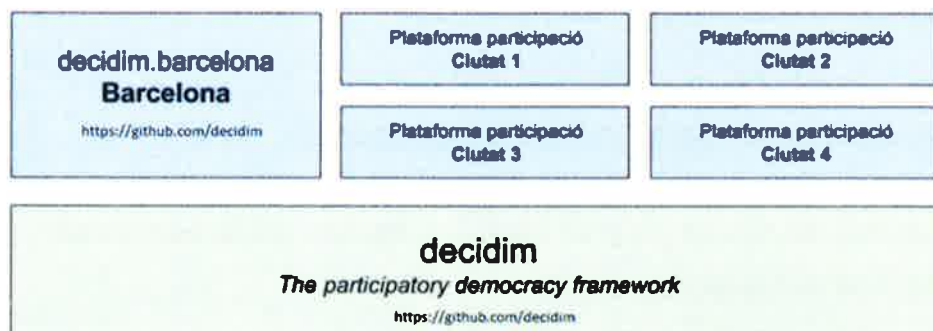 decidim.barcelona
Barcelona
https://github.com/decidim
Plataforma participació
Ciutat 1
Plataforma participació
Ciutat 2
Plataforma participació
Ciutat 3
Plataforma participació
Ciutat 4
decidim
The participatory democracy framework
https://github.com/decidim